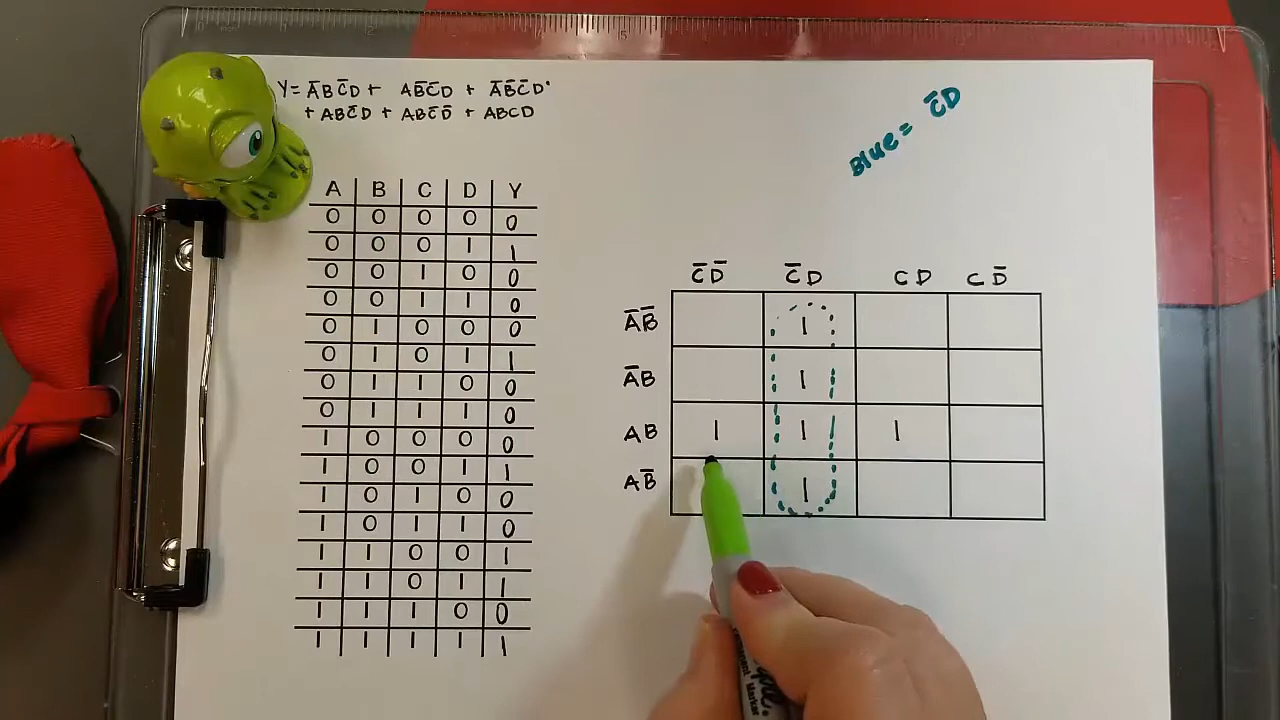 Y = A̅BC̅D + AB̅C̅D + A̅B̅C̅D
+ ABC̅D + ABC̅D̅ + ABCD
Blue = C̅D
A B C D Y
0 0 0 0 0
0 0 0 1 1
0 0 1 0 0
0 0 1 1 0
0 1 0 0 0
0 1 0 1 1
0 1 1 0 0
0 1 1 1 0
1 0 0 0 0
1 0 0 1 1
1 0 1 0 0
1 0 1 1 0
1 1 0 0 1
1 1 0 1 1
1 1 1 0 0
1 1 1 1 1
C̅D̅ C̅D CD CD̅
A̅B̅ 1
A̅B 1
AB 1 1 1
AB̅ 1